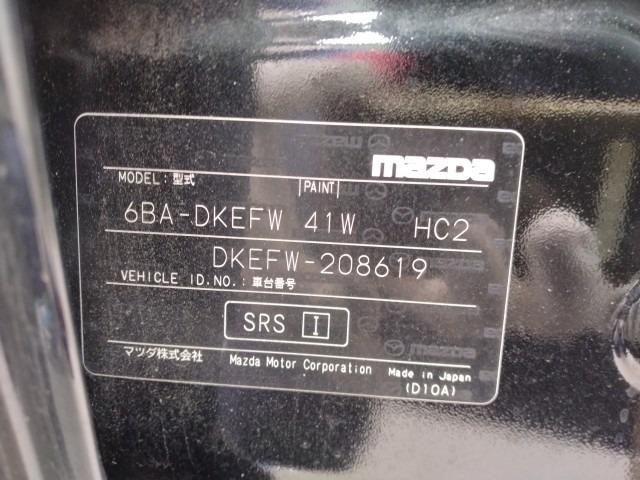 mazda
MODEL:型式 PAINT
6BA-DKEFW 41W HC2
DKEFW-208619
VEHICLE ID.NO.:車台番号
SRS I
マツダ株式会社 Mazda Motor Corporation Made in Japan
(D10A)